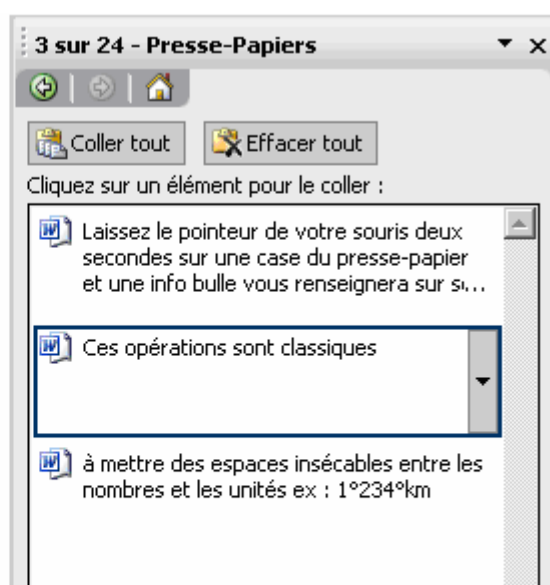 3 sur 24 - Presse-Papiers
Coller tout Effacer tout
Cliquez sur un élément pour le coller :
Laissez le pointeur de votre souris deux
secondes sur une case du presse-papier
et une info bulle vous renseignera sur
Ces opérations sont classiques
à mettre des espaces insécables entre les
nombres et les unités ex : 1°234°km